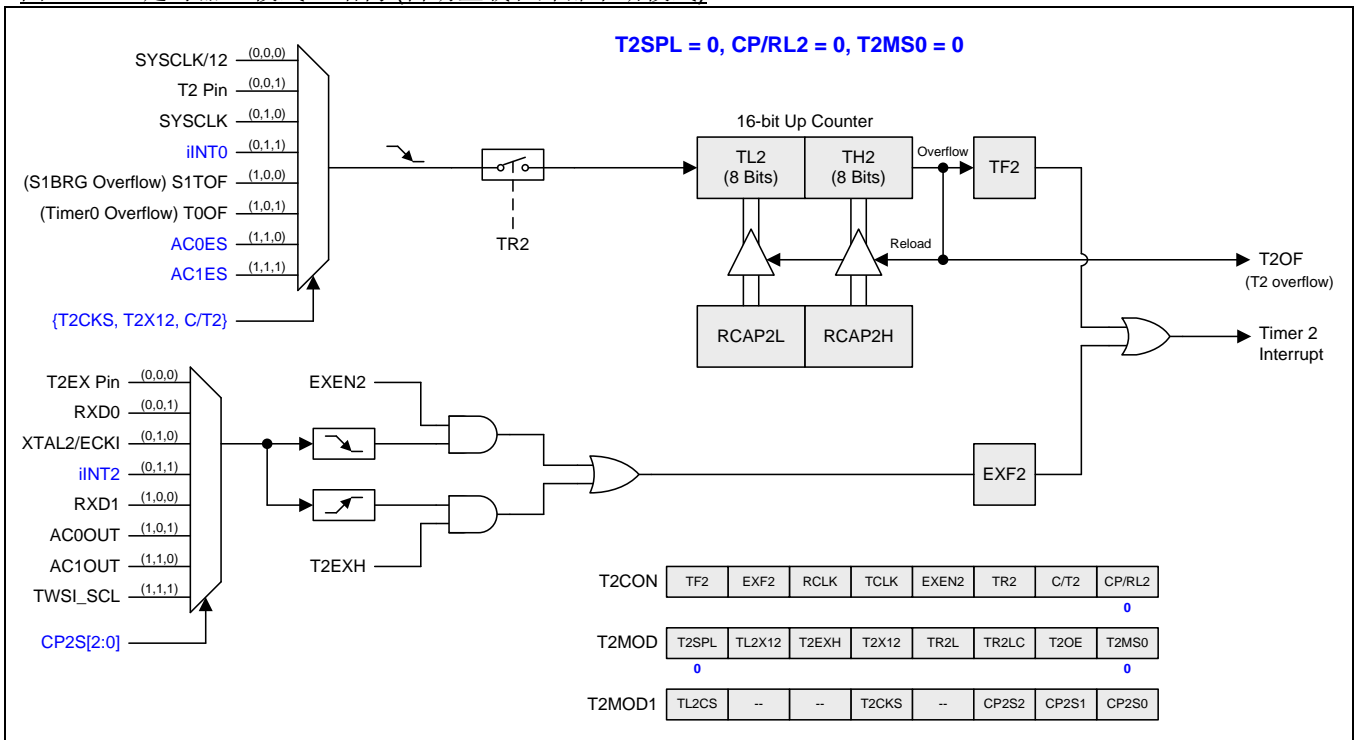 T2SPL = 0, CP/RL2 = 0, T2MS0 = 0
SYSCLK/12 (0,0,0)
T2 Pin (0,0,1)
SYSCLK (0,1,0)
iINT0 (0,1,1)
(S1BRG Overflow) S1TOF (1,0,0)
(Timer0 Overflow) T0OF (1,0,1)
AC0ES (1,1,0)
AC1ES (1,1,1)
{T2CKS, T2X12, C/T2}
TR2
16-bit Up Counter
TL2 (8 Bits)
TH2 (8 Bits)
Overflow
TF2
Reload
RCAP2L
RCAP2H
T2OF
(T2 overflow)
Timer 2
Interrupt
T2EX Pin (0,0,0)
RXD0 (0,0,1)
XTAL2/ECKI (0,1,0)
iINT2 (0,1,1)
RXD1 (1,0,0)
AC0OUT (1,0,1)
AC1OUT (1,1,0)
TWSI_SCL (1,1,1)
CP2S[2:0]
EXEN2
T2EXH
EXF2
T2CON TF2 EXF2 RCLK TCLK EXEN2 TR2 C/T2 CP/RL2
0
T2MOD T2SPL TL2X12 T2EXH T2X12 TR2L TR2LC T2OE T2MS0
0 0
T2MOD1 TL2CS -- -- T2CKS -- CP2S2 CP2S1 CP2S0